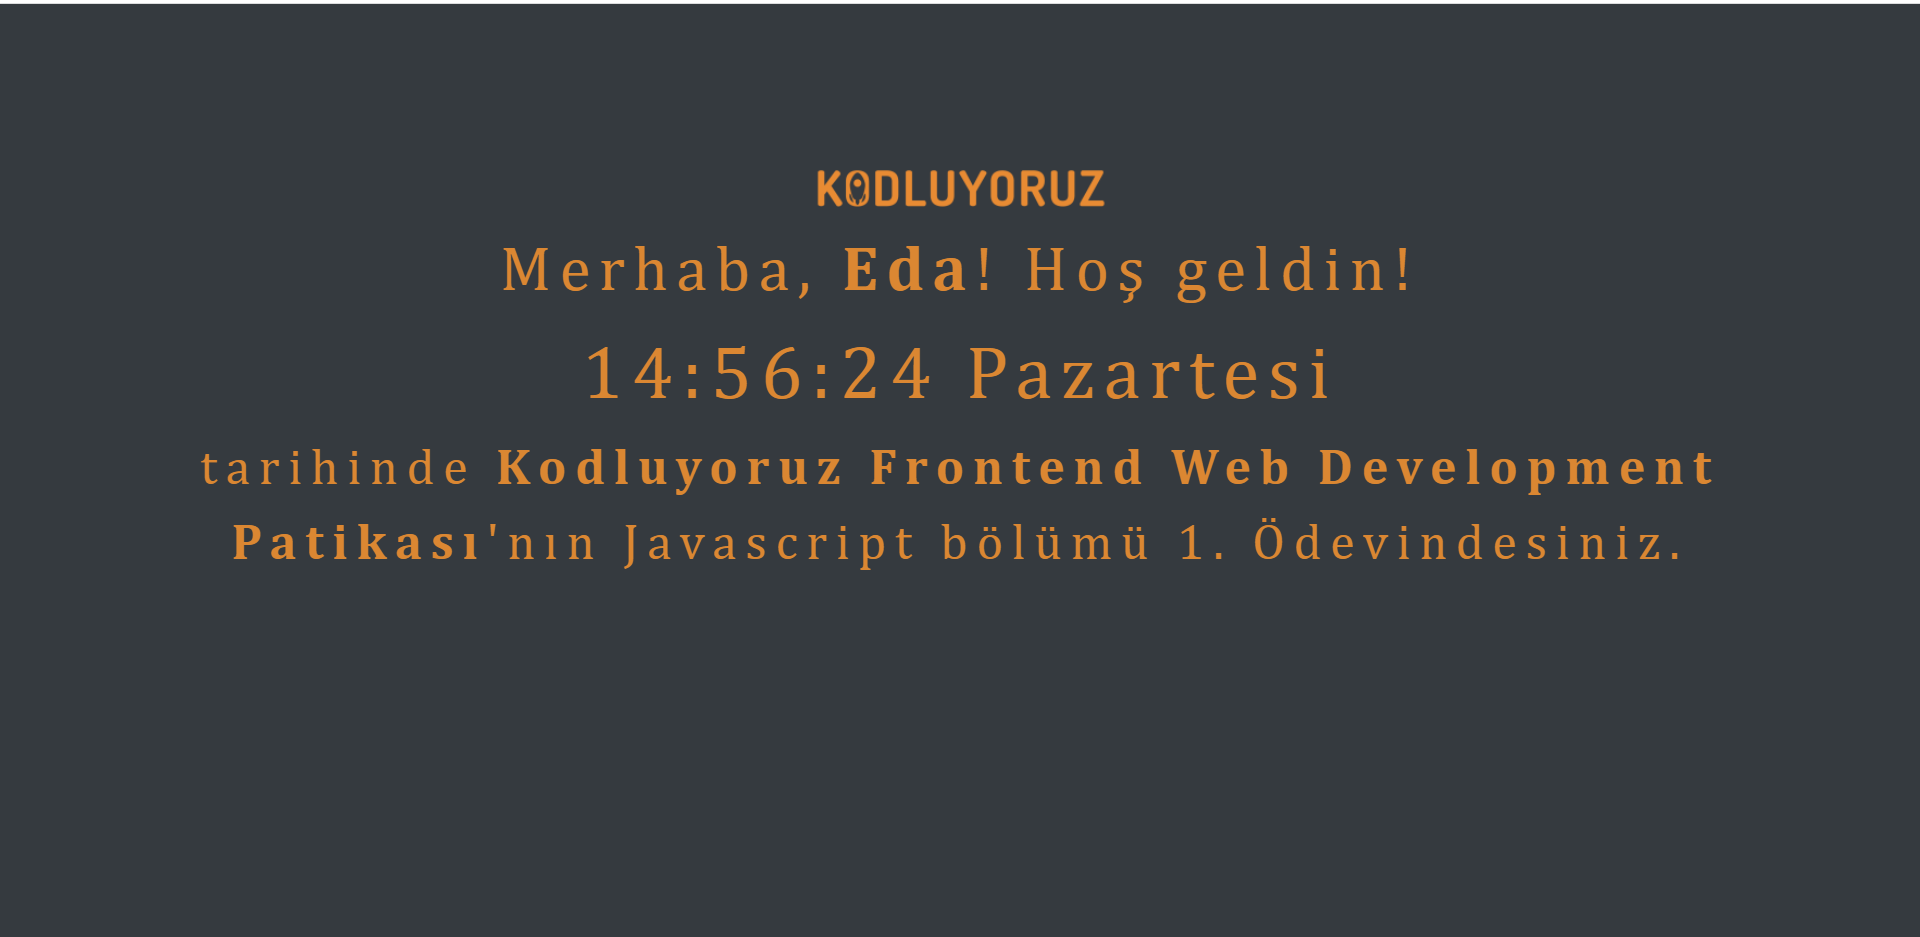 KODLUYORUZ
Merhaba, Eda! Hoş geldin!
14:56:24 Pazartesi
tarihinde Kodluyoruz Frontend Web Development
Patikası'nın Javascript bölümü 1. Ödevindesiniz.